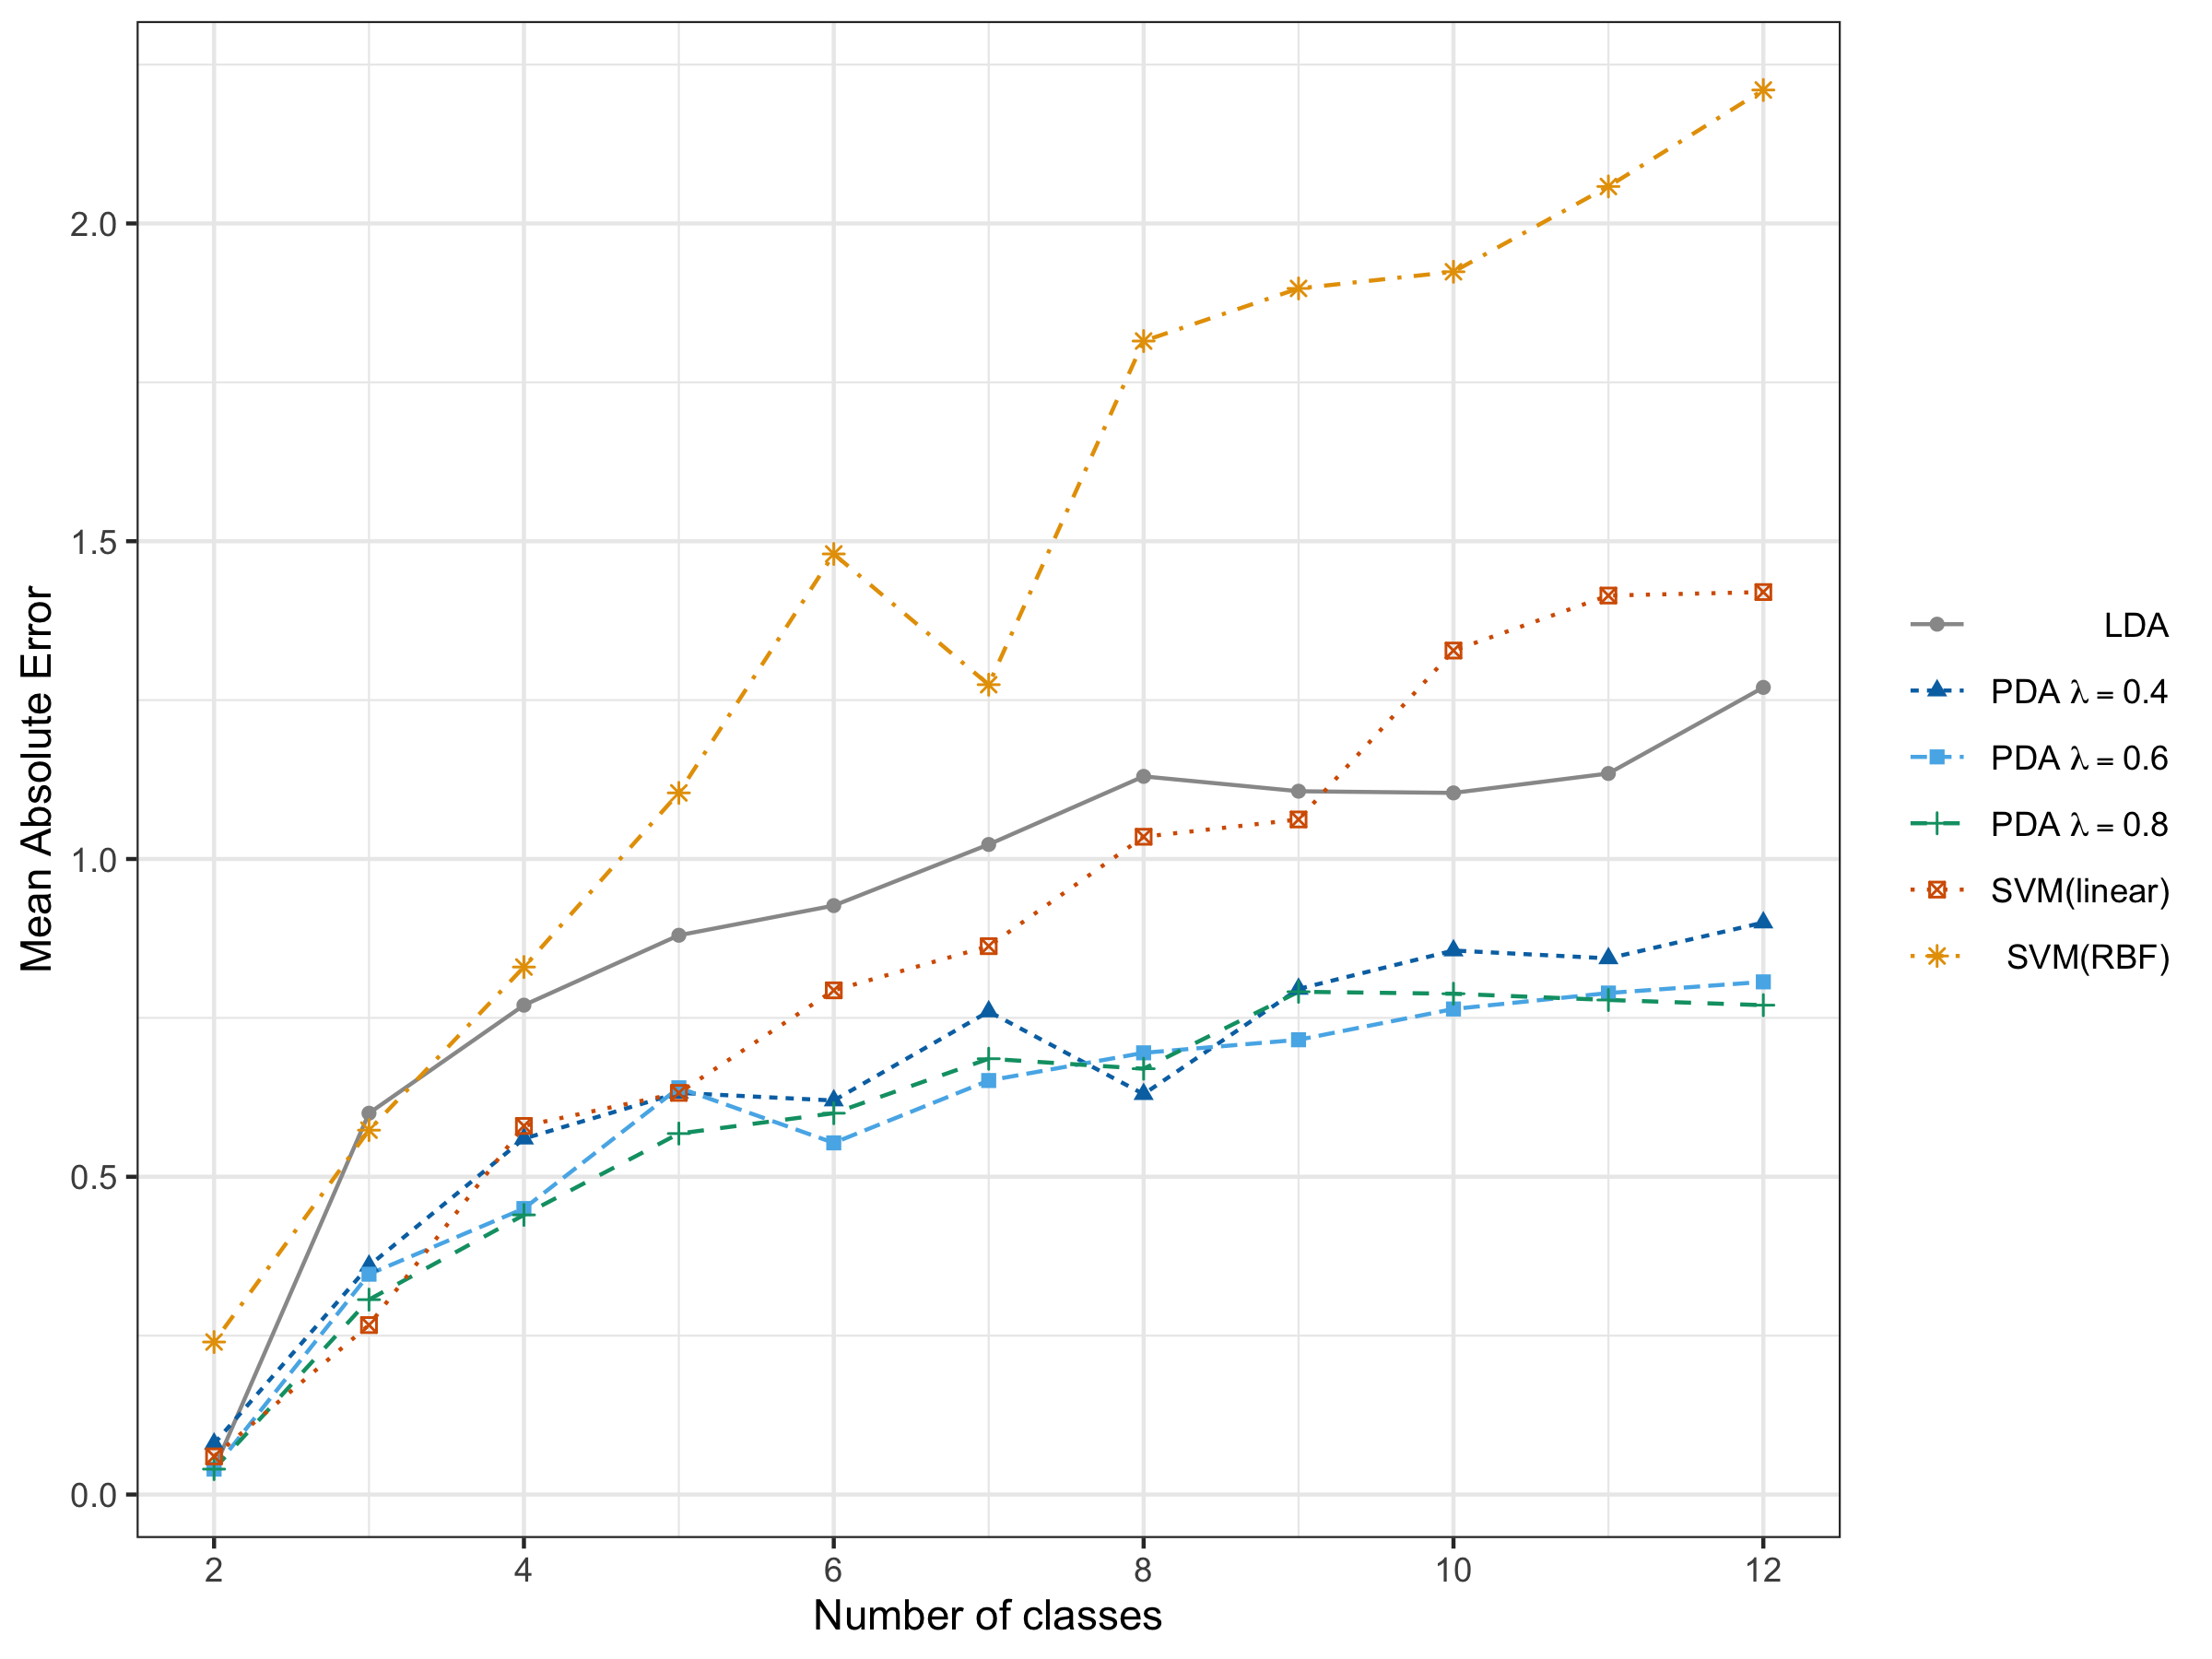 Mean Absolute Error
2.0
1.5
1.0
0.5
0.0
2 4 6 8 10 12
Number of classes
LDA
PDA λ = 0.4
PDA λ = 0.6
PDA λ = 0.8
SVM(linear)
SVM(RBF)